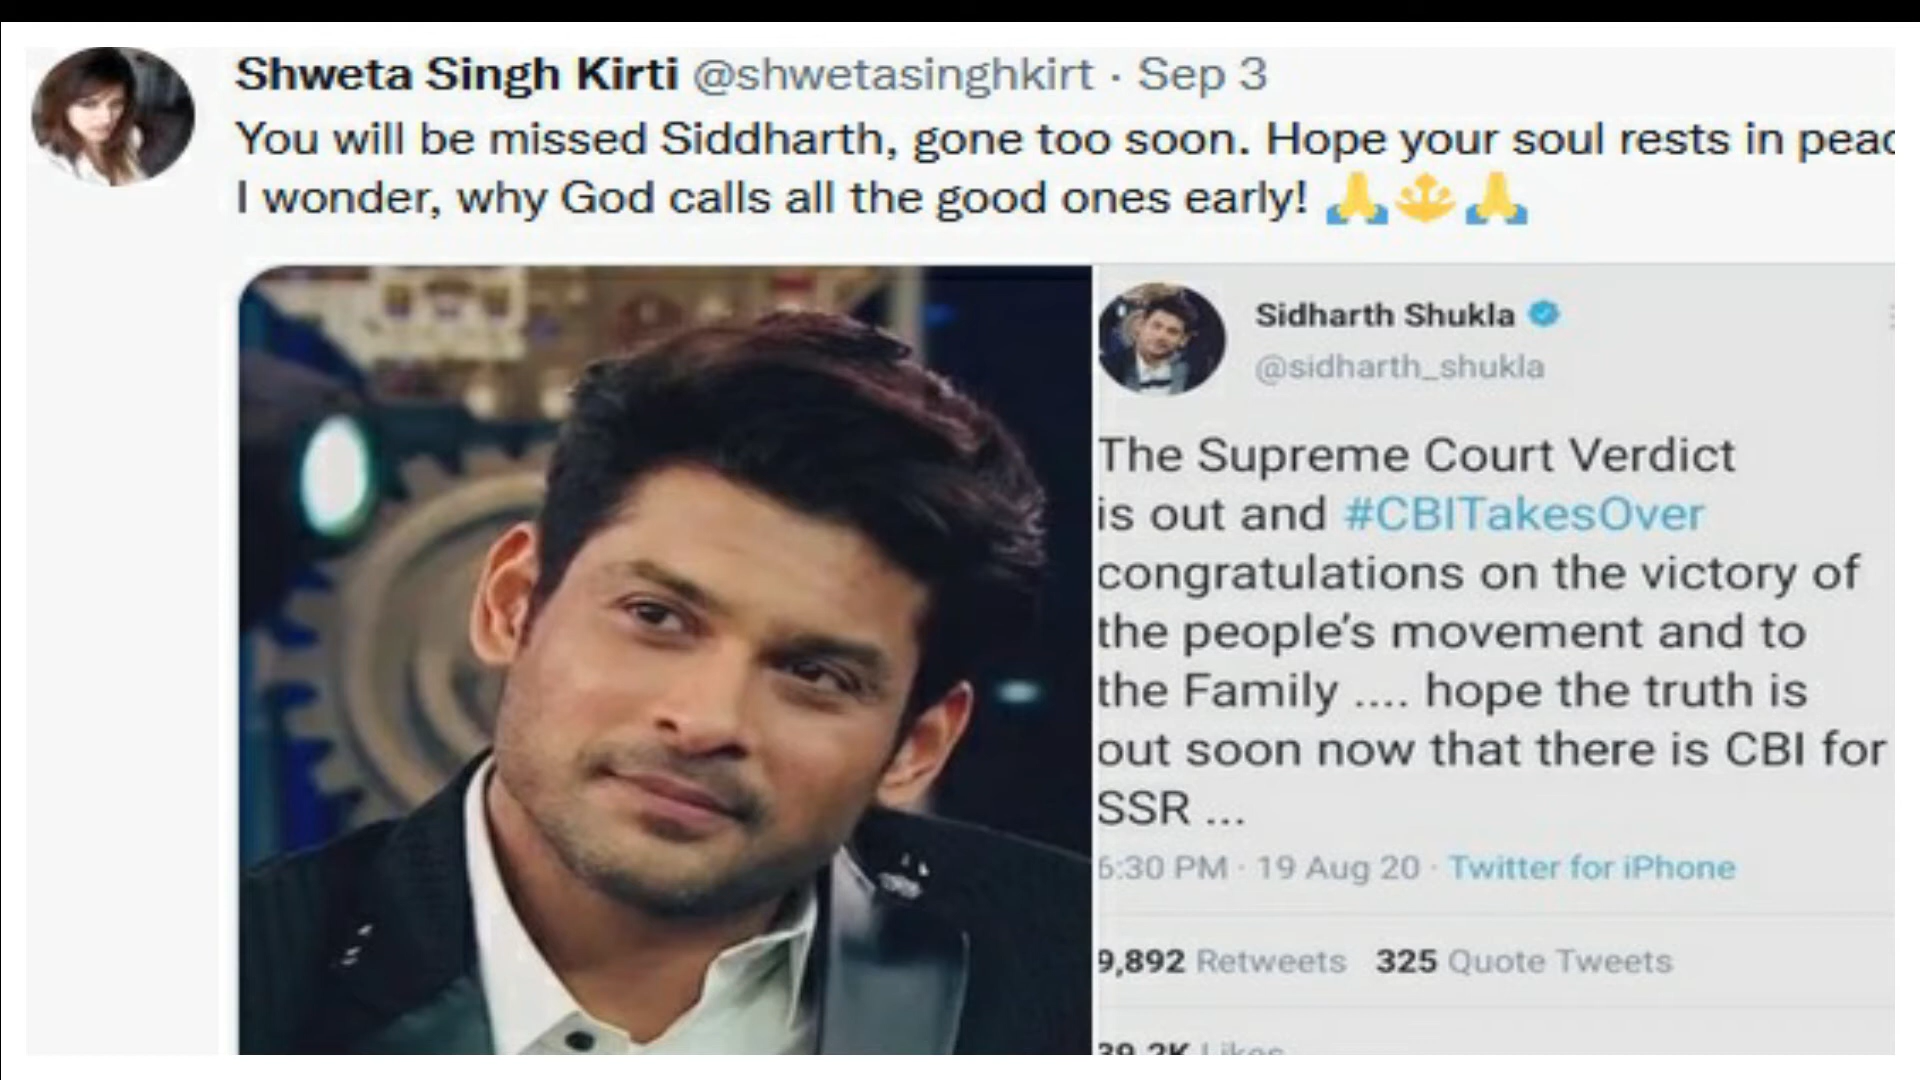 Shweta Singh Kirti @shwetasinghkirt · Sep 3
You will be missed Siddharth, gone too soon. Hope your soul rests in peac
I wonder, why God calls all the good ones early! 🙏🔱🙏
Sidharth Shukla
@sidharth_shukla
The Supreme Court Verdict
is out and #CBITakesOver
congratulations on the victory of
the people's movement and to
the Family .... hope the truth is
out soon now that there is CBI for
SSR ...
6:30 PM · 19 Aug 20 · Twitter for iPhone
9,892 Retweets 325 Quote Tweets
39.2K Likes